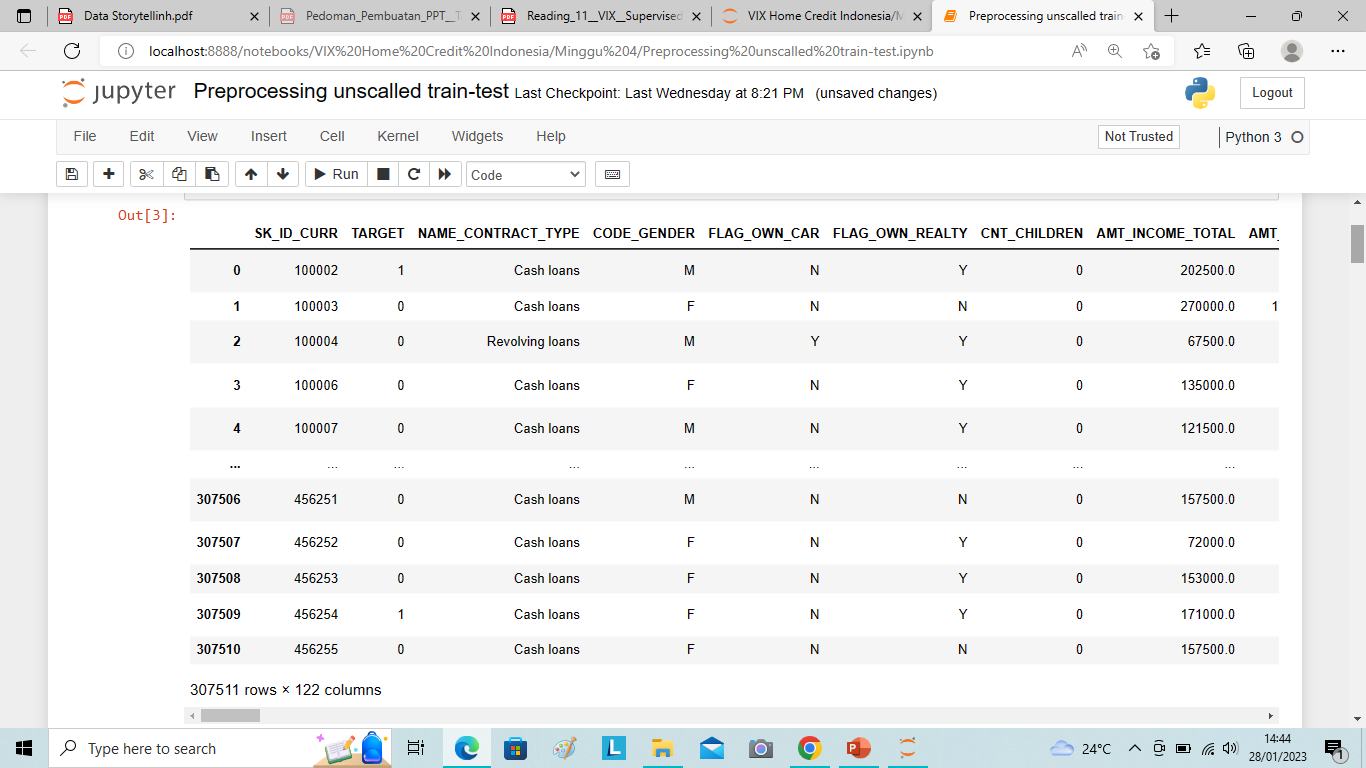 Data Storytellinh.pdf
Pedoman_Pembuatan_PPT__T
Reading_11__VIX__Supervised
VIX Home Credit Indonesia/M
Preprocessing unscalled train
localhost:8888/notebooks/VIX%20Home%20Credit%20Indonesia/Minggu%204/Preprocessing%20unscalled%20train-test.ipynb
jupyter Preprocessing unscalled train-test Last Checkpoint: Last Wednesday at 8:21 PM (unsaved changes)
Logout
File Edit View Insert Cell Kernel Widgets Help
Not Trusted
Python 3
Run
Code
Out[3]:
SK_ID_CURR TARGET NAME_CONTRACT_TYPE CODE_GENDER FLAG_OWN_CAR FLAG_OWN_REALTY CNT_CHILDREN AMT_INCOME_TOTAL AMT_
0 100002 1 Cash loans M N Y 0 202500.0
1 100003 0 Cash loans F N N 0 270000.0 1
2 100004 0 Revolving loans M Y Y 0 67500.0
3 100006 0 Cash loans F N Y 0 135000.0
4 100007 0 Cash loans M N Y 0 121500.0
... ... ... ... ... ... ... ... ...
307506 456251 0 Cash loans M N N 0 157500.0
307507 456252 0 Cash loans F N Y 0 72000.0
307508 456253 0 Cash loans F N Y 0 153000.0
307509 456254 1 Cash loans F N Y 0 171000.0
307510 456255 0 Cash loans F N N 0 157500.0
307511 rows × 122 columns
Type here to search
L
24°C
14:44
28/01/2023
1